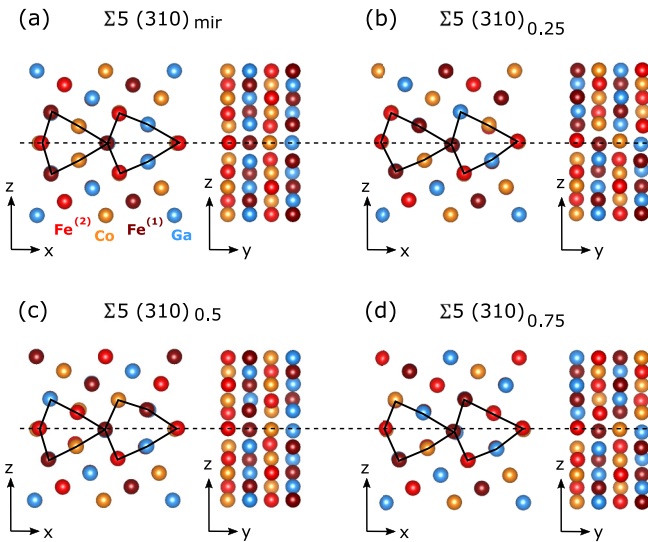 (a) Σ5 (310) mir
(b) Σ5 (310) 0.25
z z z z
Fe(2) Co Fe(1) Ga
x y x y
(c) Σ5 (310) 0.5
(d) Σ5 (310) 0.75
z z z z
x y x y